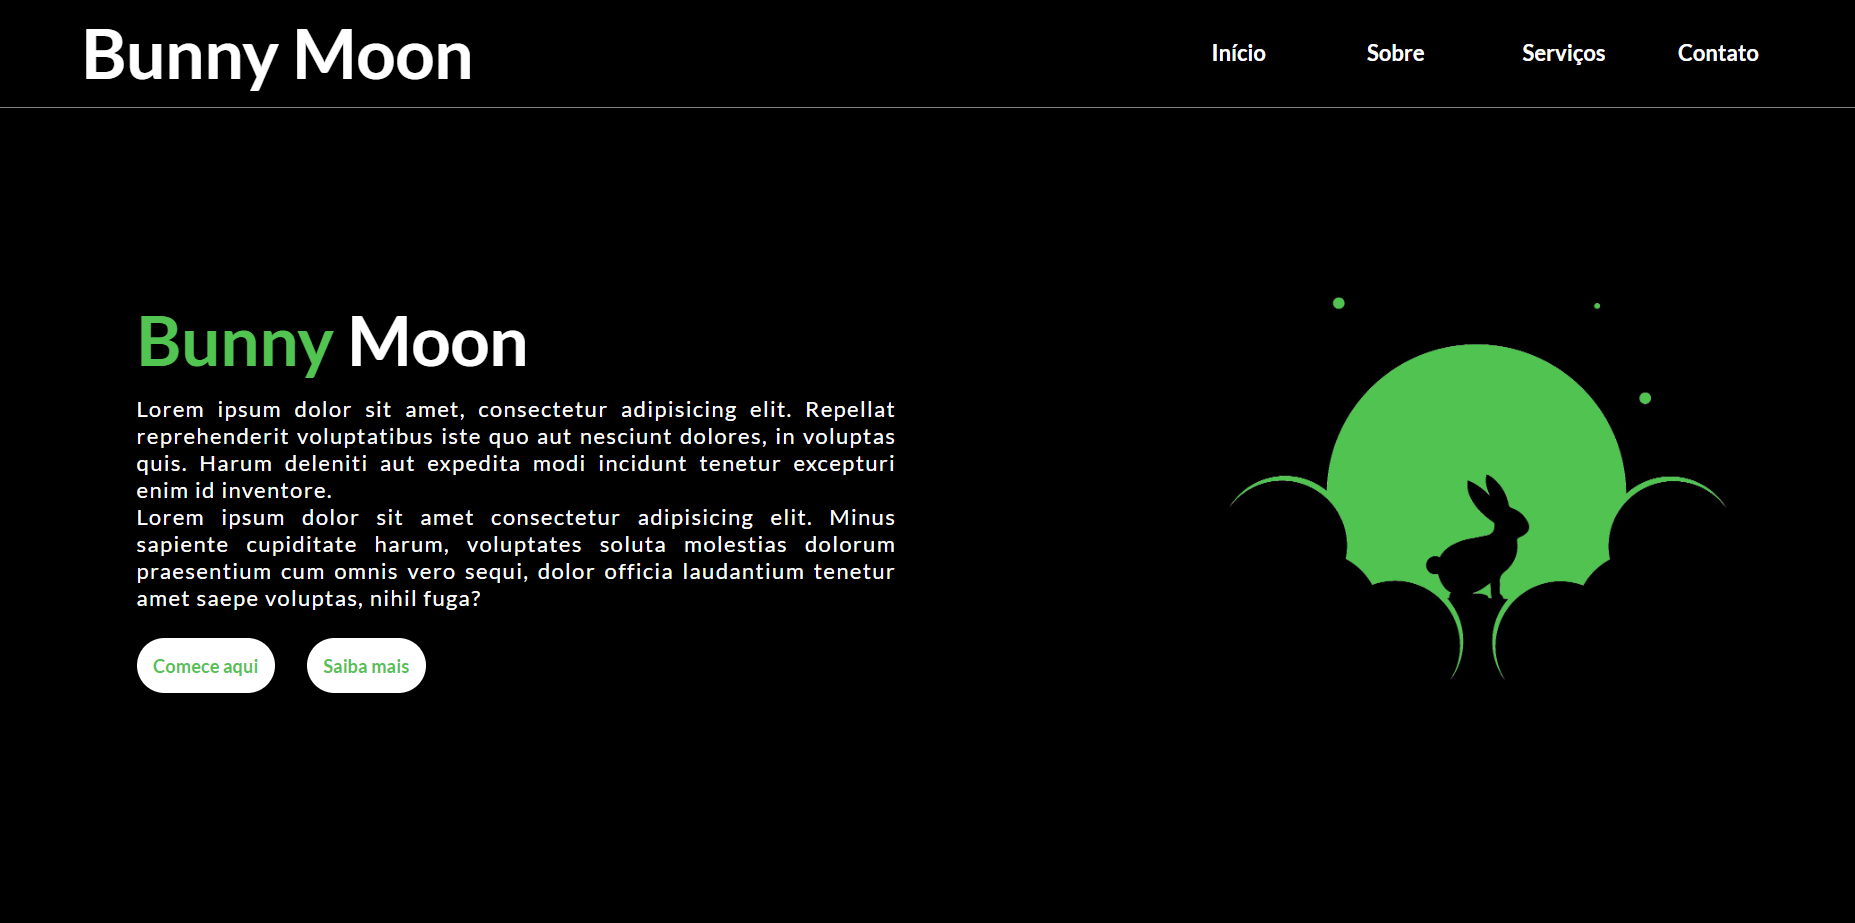 Bunny Moon
Início
Sobre
Serviços
Contato
Bunny Moon
Lorem ipsum dolor sit amet, consectetur adipisicing elit. Repellat
reprehenderit voluptatibus iste quo aut nesciunt dolores, in voluptas
quis. Harum deleniti aut expedita modi incidunt tenetur excepturi
enim id inventore.
Lorem ipsum dolor sit amet consectetur adipisicing elit. Minus
sapiente cupiditate harum, voluptates soluta molestias dolorum
praesentium cum omnis vero sequi, dolor officia laudantium tenetur
amet saepe voluptas, nihil fuga?
Comece aqui
Saiba mais